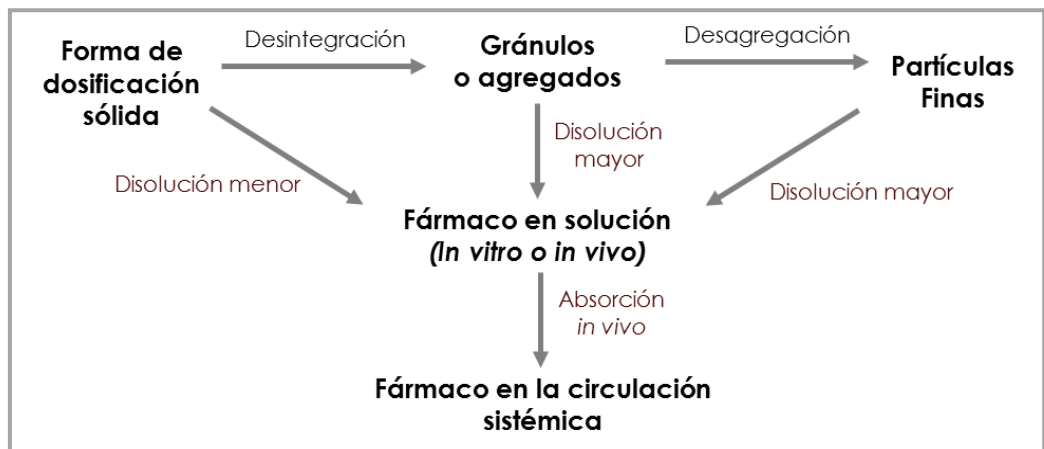 Forma de
dosificación
sólida
Desintegración
Gránulos
o agregados
Desagregación
Partículas
Finas
Disolución menor
Disolución
mayor
Disolución mayor
Fármaco en solución
(In vitro o in vivo)
Absorción
in vivo
Fármaco en la circulación
sistémica